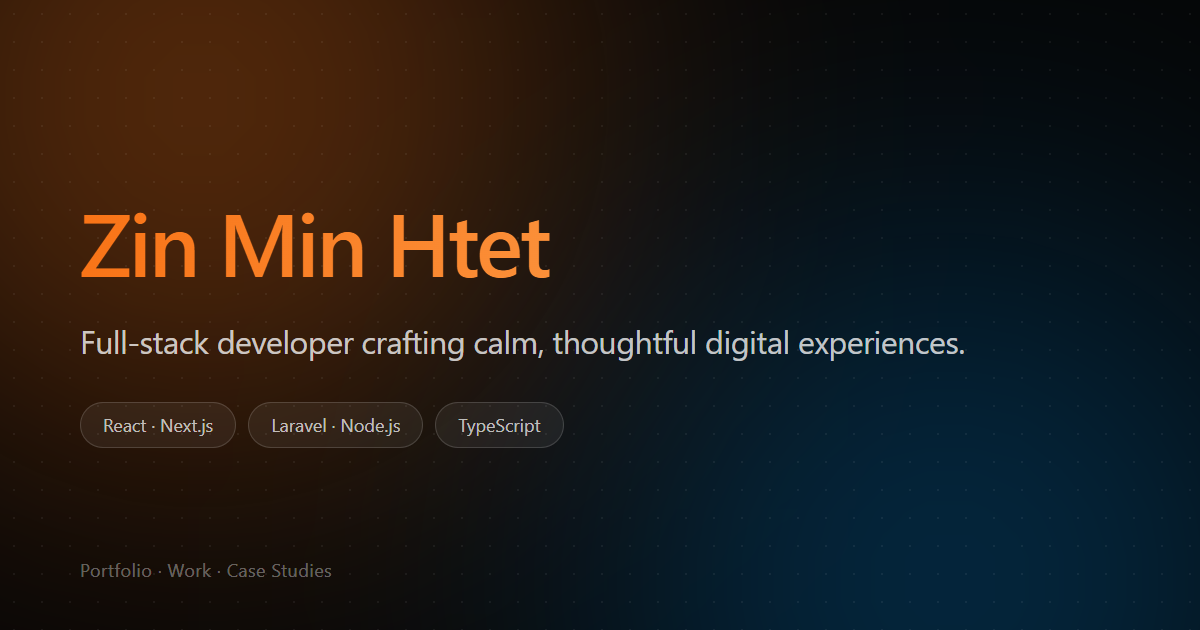 Zin Min Htet
Full-stack developer crafting calm, thoughtful digital experiences.
React · Next.js
Laravel · Node.js
TypeScript
Portfolio · Work · Case Studies